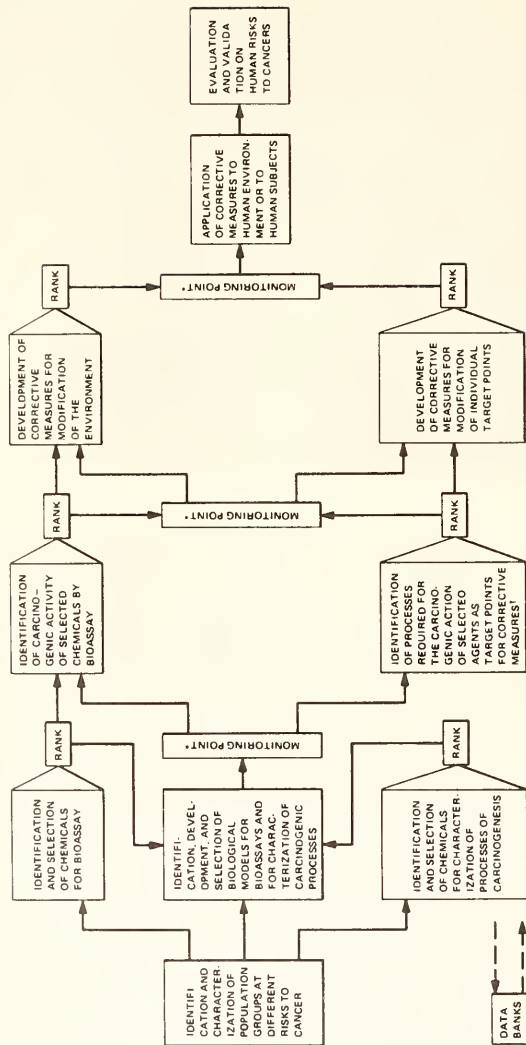 IDENTIFI-
CATION AND
CHARACTER-
IZATION OF
POPULATION
GROUPS AT
DIFFERENT
RISKS TO
CANCER
IDENTIFICATION
AND SELECTION
OF CHEMICALS
FOR BIOASSAY
RANK
IDENTIFI-
CATION, DEVEL-
OPMENT, AND
SELECTION OF
BIOLOGICAL
MODELS FOR
BIOASSAYS AND
FOR CHARAC-
TERIZATION OF
CARCINOGENIC
PROCESSES
IDENTIFICATION
AND SELECTION
OF CHEMICALS
FOR CHARACTER-
IZATION OF
PROCESSES OF
CARCINOGENESIS
RANK
MONITORING POINT*
IDENTIFICATION
OF CARCINO-
GENIC ACTIVITY
OF SELECTED
CHEMICALS BY
BIOASSAY
RANK
IDENTIFICATION
OF PROCESSES
REQUIRED FOR
THE CARCINO-
GENIC ACTION
OF SELECTED
AGENTS AS
TARGET POINTS
FOR CORRECTIVE
MEASURES†
RANK
MONITORING POINT*
DEVELOPMENT OF
CORRECTIVE
MEASURES FOR
MODIFICATION
OF THE
ENVIRONMENT
RANK
DEVELOPMENT
OF CORRECTIVE
MEASURES FOR
MODIFICATION
OF INDIVIDUAL
TARGET POINTS
RANK
MONITORING POINT*
APPLICATION
OF CORRECTIVE
MEASURES TO
HUMAN ENVIRON-
MENT OR TO
HUMAN SUBJECTS
EVALUATION
AND VALIDA
TION ON
HUMAN RISKS
TO CANCERS
DATA
BANKS